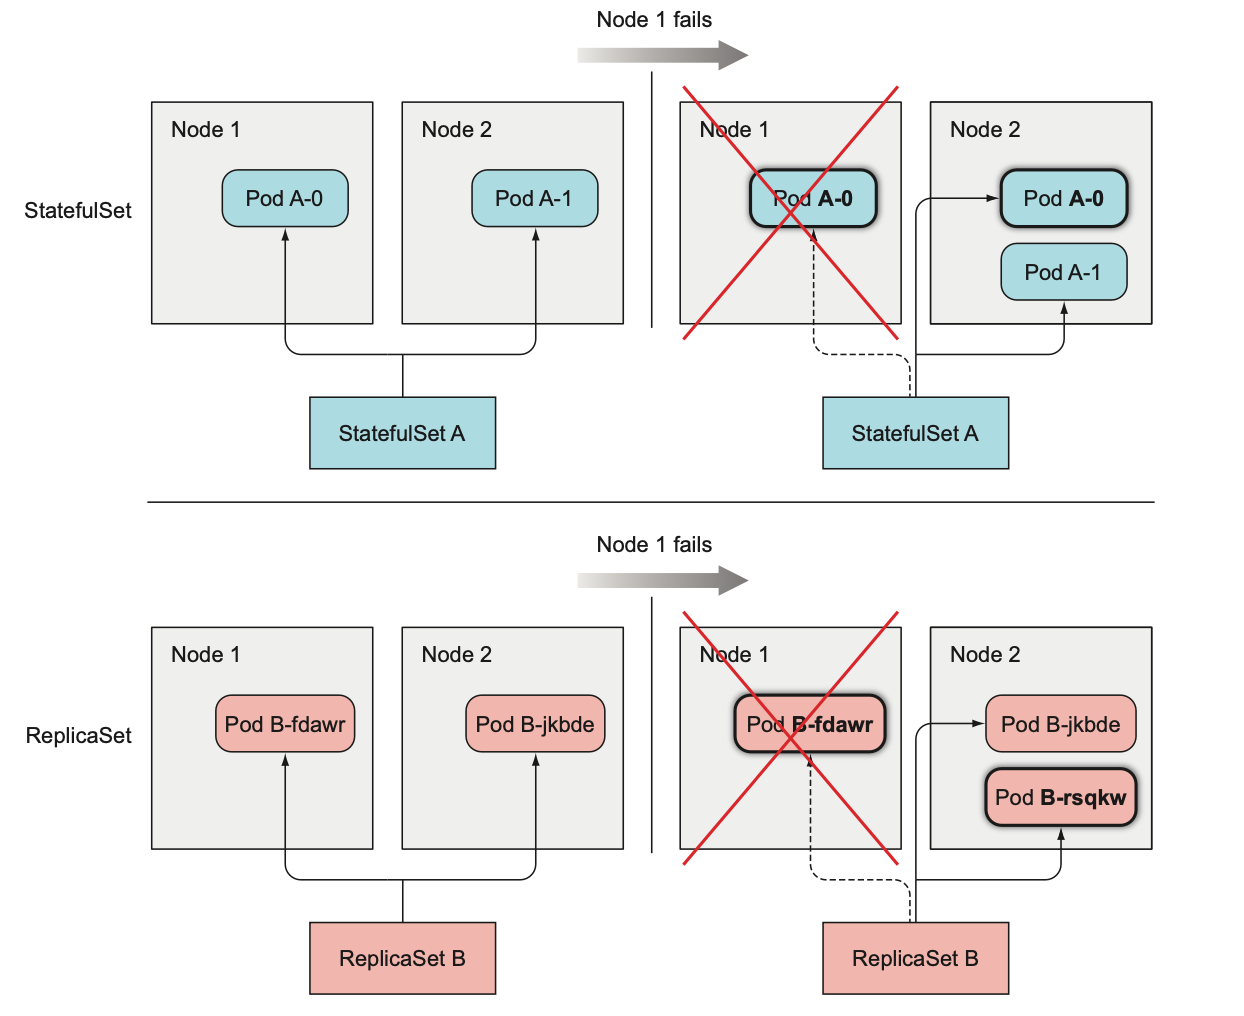 Node 1 fails
Node 1
Node 2
Node 1
Node 2
StatefulSet
Pod A-0
Pod A-1
Pod A-0
Pod A-0
Pod A-1
StatefulSet A
StatefulSet A
Node 1 fails
Node 1
Node 2
Node 1
Node 2
ReplicaSet
Pod B-fdawr
Pod B-jkbde
Pod B-fdawr
Pod B-jkbde
Pod B-rsqkw
ReplicaSet B
ReplicaSet B